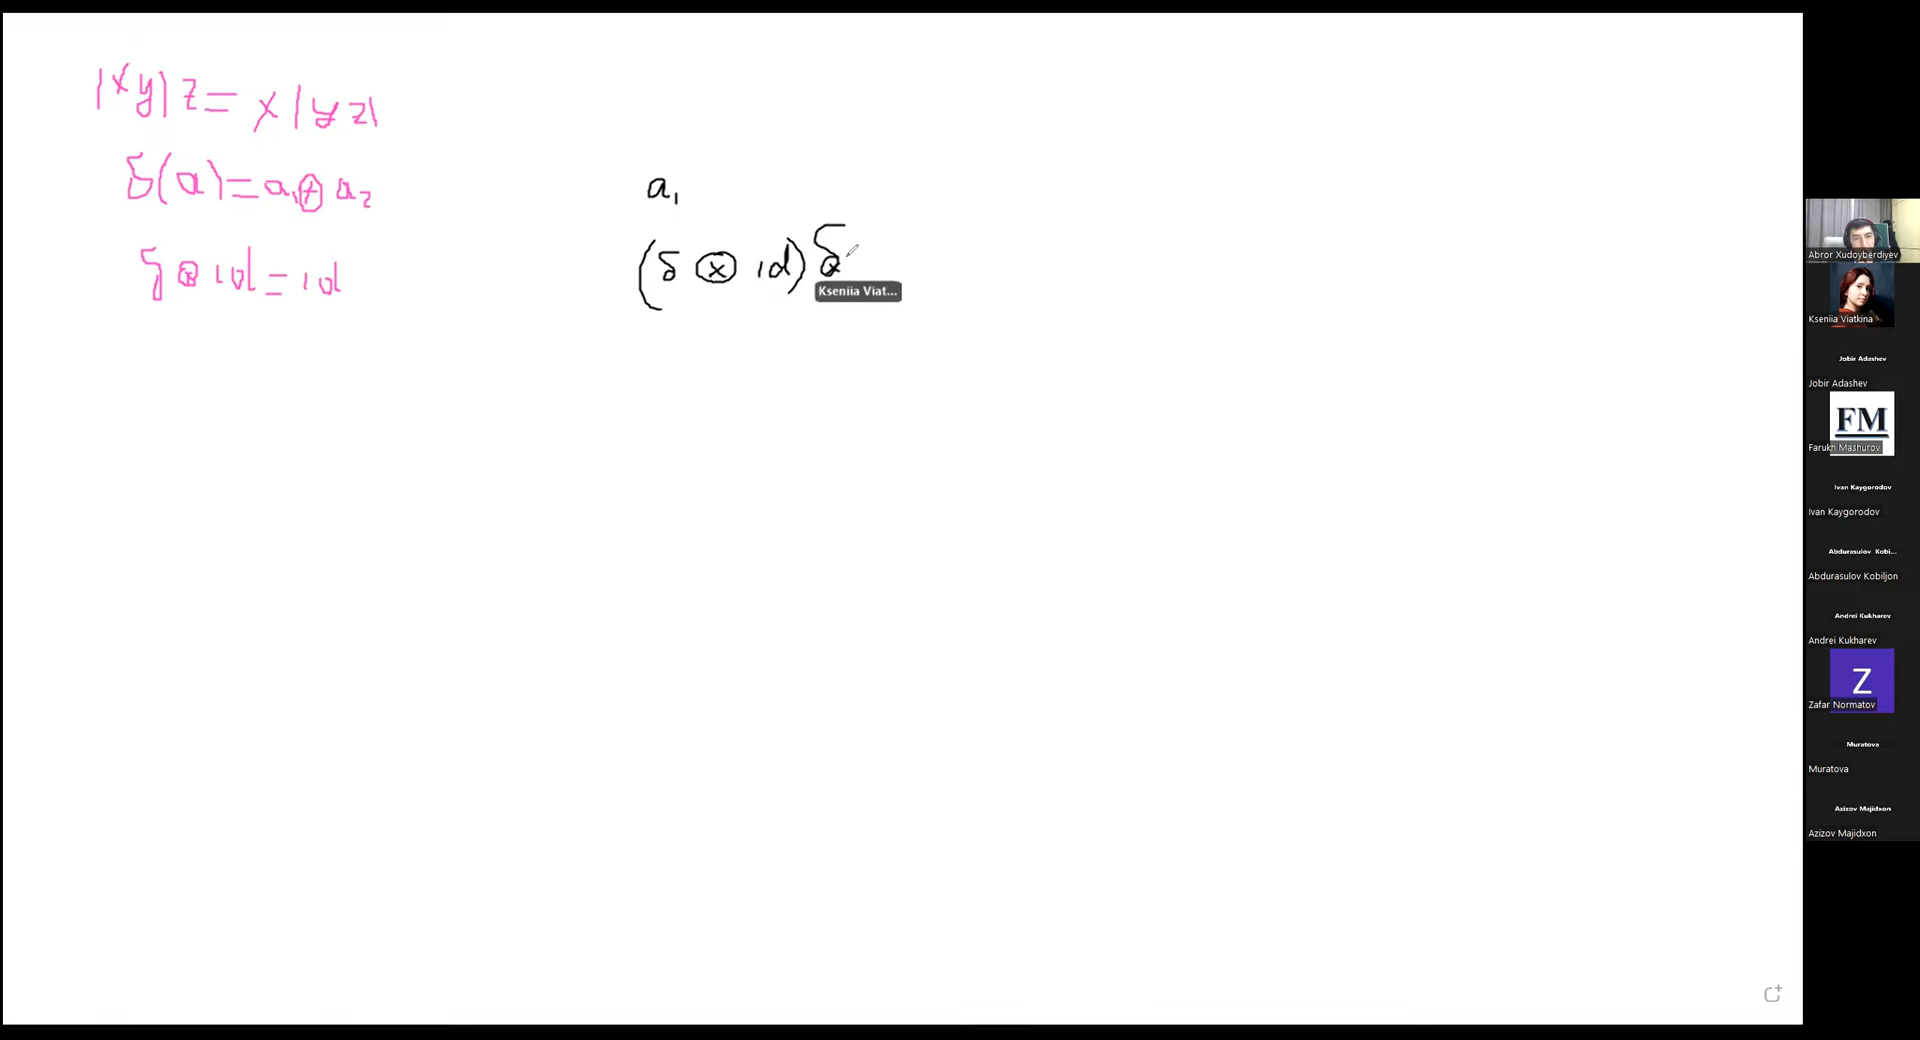 |xy|z = x|yz|
δ(a) = a₁⊗a₂
δ⊗id = id
a₁
(δ ⊗ id) δ
Kseniia Viat...
Abror Xudoyberdiyev
Kseniia Viatkina
Jobir Adashev
Jobir Adashev
FM
Farukh Mashurov
Ivan Kaygorodov
Ivan Kaygorodov
Abdurasulov Kobi...
Abdurasulov Kobiljon
Andrei Kukharev
Andrei Kukharev
Z
Zafar Normatov
Muratova
Muratova
Azizov Majidxon
Azizov Majidxon